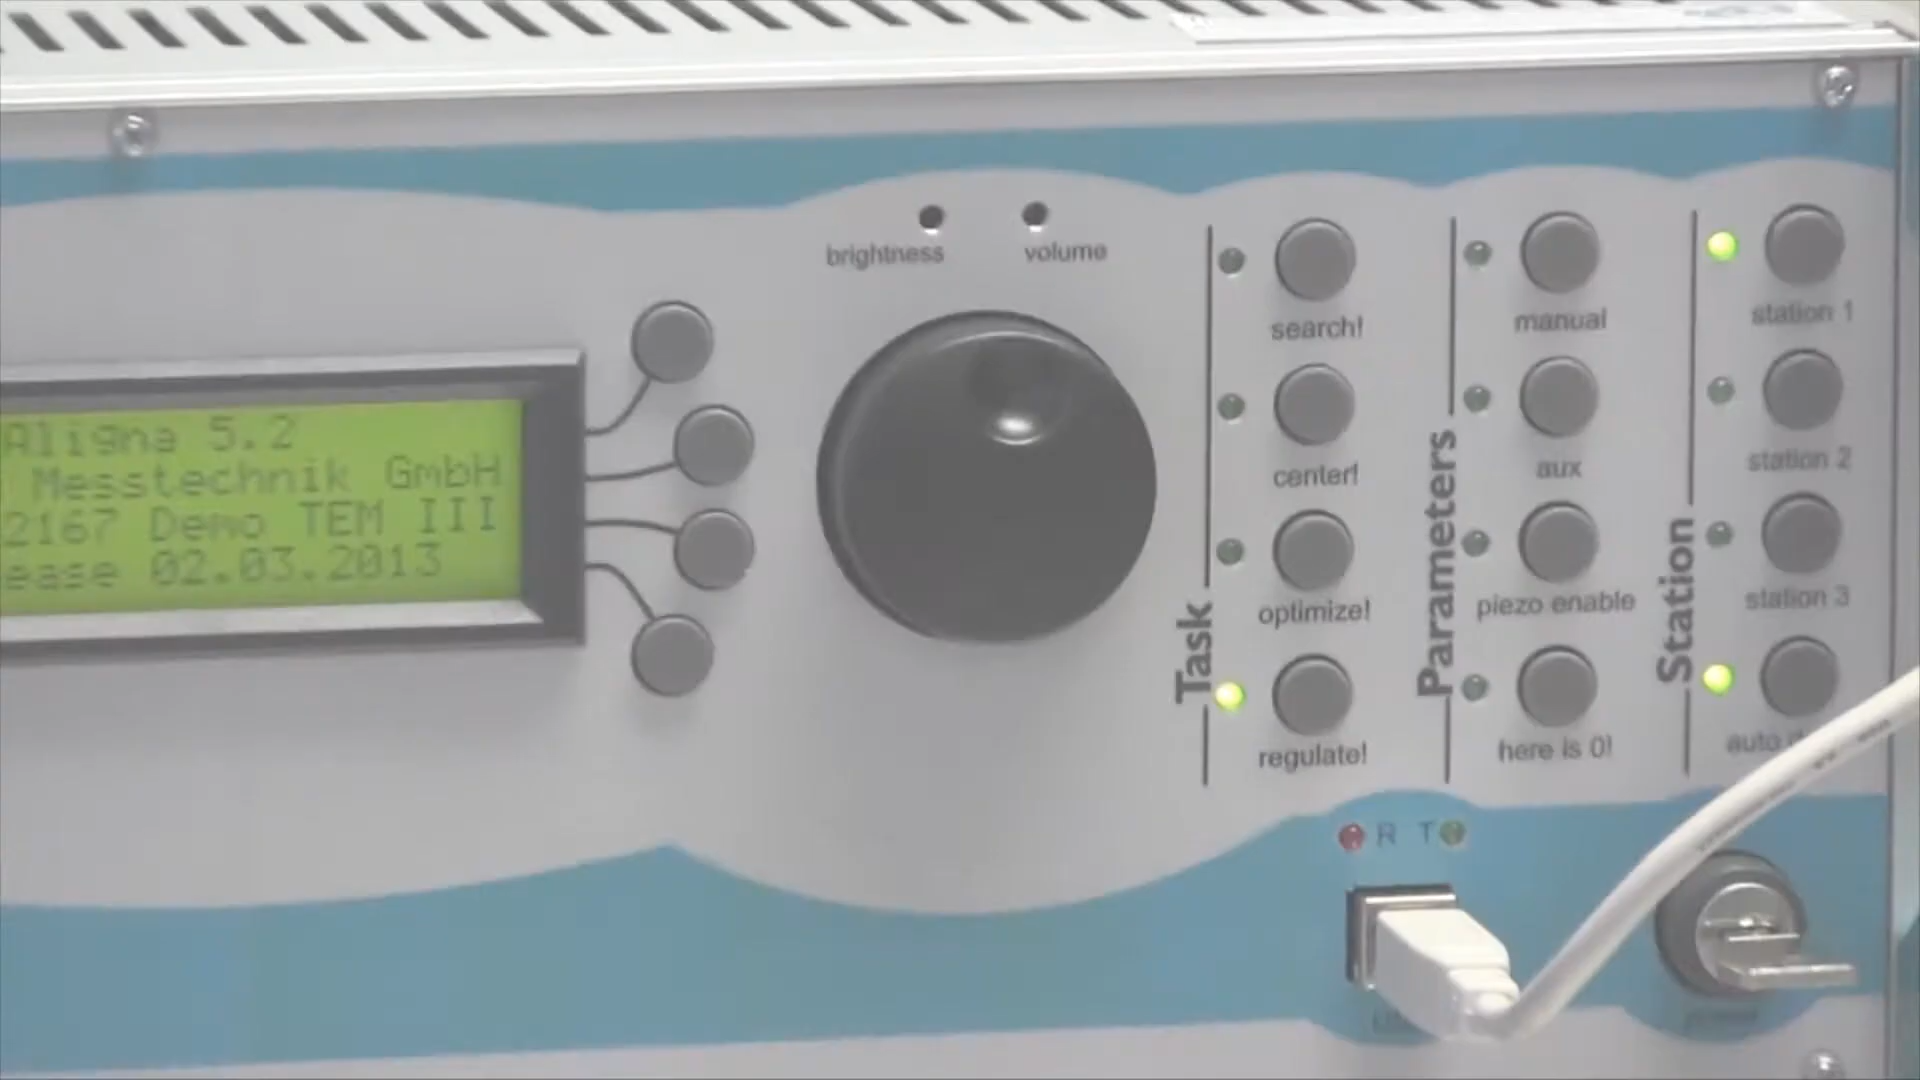 Aligna 5.2
Messtechnik GmbH
2167 Demo TEM III
ease 02.03.2013
brightness
volume
Task
search!
center!
optimize!
regulate!
Parameters
manual
aux
piezo enable
here is 0!
Station
station 1
station 2
station 3
auto
R T